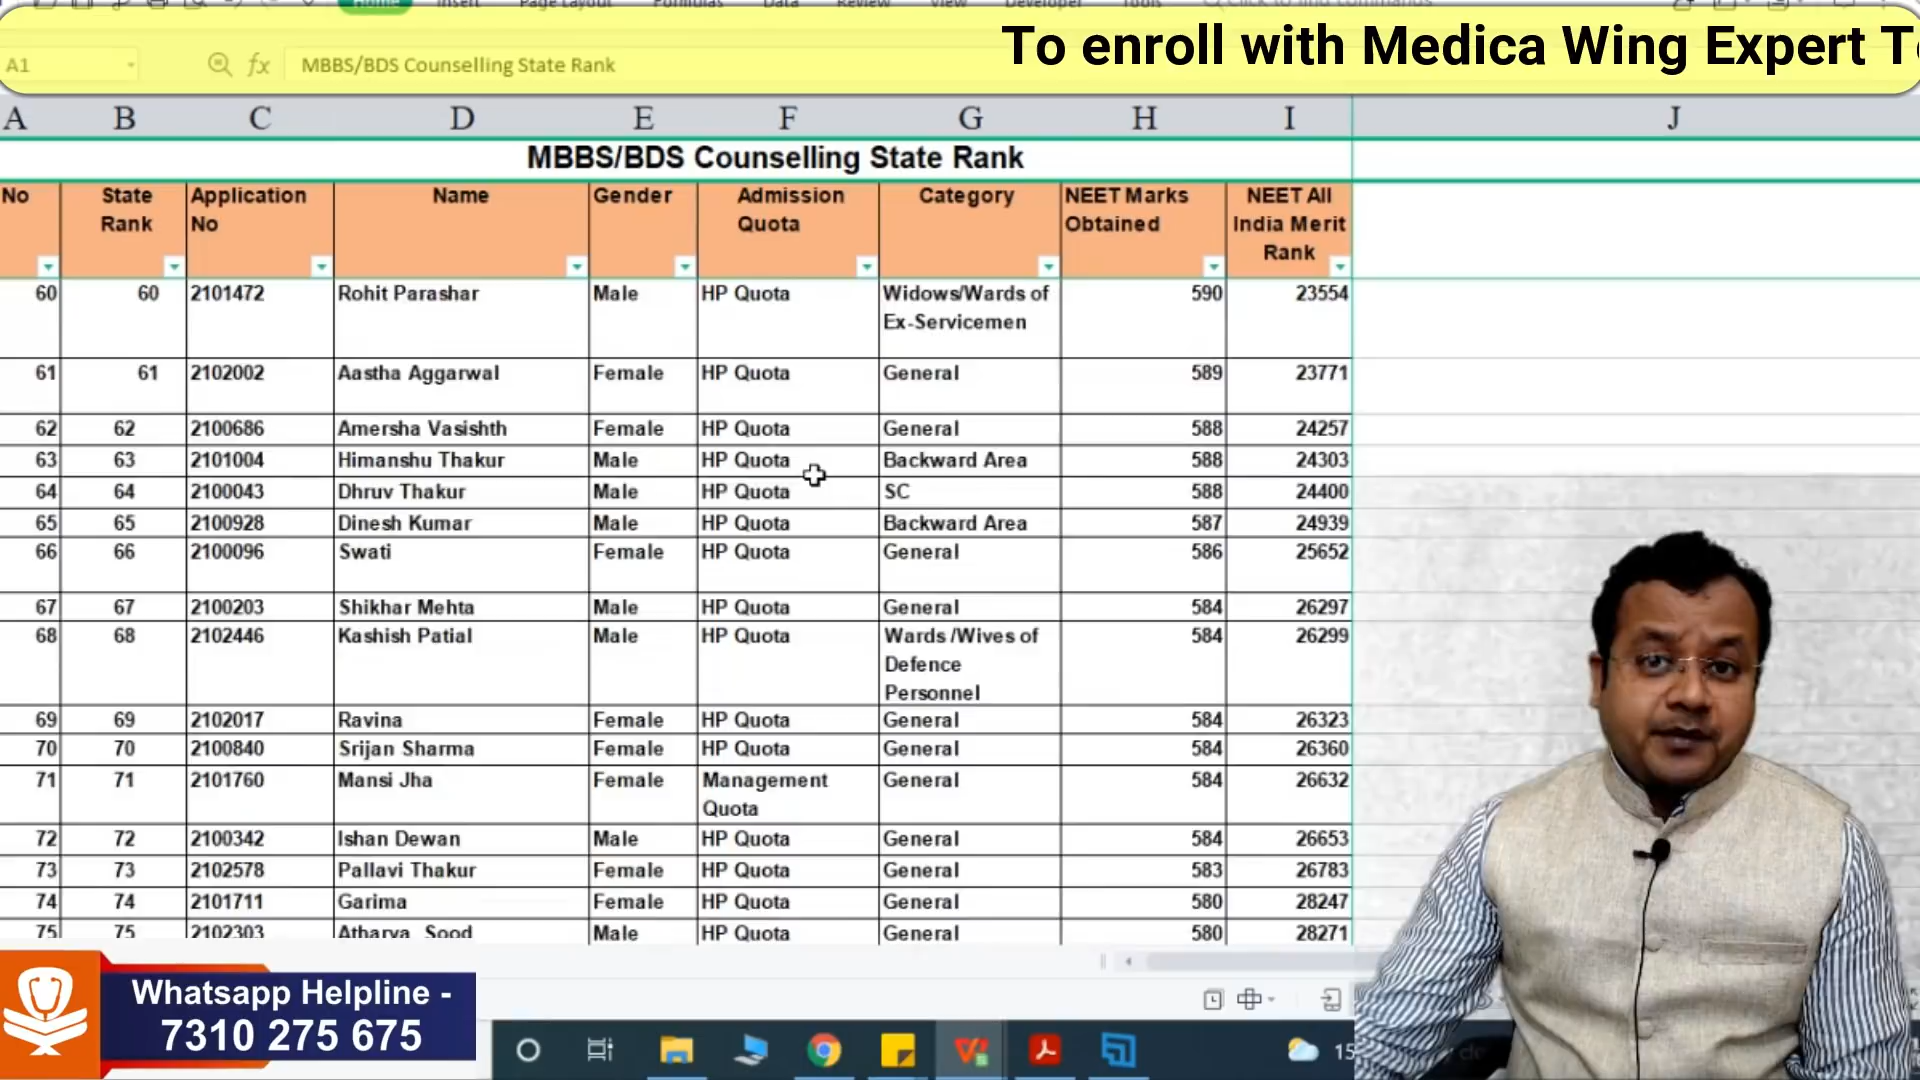 To enroll with Medica Wing Expert
A1 fx MBBS/BDS Counselling State Rank
A B C D E F G H I J
MBBS/BDS Counselling State Rank
No State Rank Application No Name Gender Admission Quota Category NEET Marks Obtained NEET All India Merit Rank
60 60 2101472 Rohit Parashar Male HP Quota Widows/Wards of Ex-Servicemen 590 23554
61 61 2102002 Aastha Aggarwal Female HP Quota General 589 23771
62 62 2100686 Amersha Vasishth Female HP Quota General 588 24257
63 63 2101004 Himanshu Thakur Male HP Quota Backward Area 588 24303
64 64 2100043 Dhruv Thakur Male HP Quota SC 588 24400
65 65 2100928 Dinesh Kumar Male HP Quota Backward Area 587 24939
66 66 2100096 Swati Female HP Quota General 586 25652
67 67 2100203 Shikhar Mehta Male HP Quota General 584 26297
68 68 2102446 Kashish Patial Male HP Quota Wards /Wives of Defence Personnel 584 26299
69 69 2102017 Ravina Female HP Quota General 584 26323
70 70 2100840 Srijan Sharma Female HP Quota General 584 26360
71 71 2101760 Mansi Jha Female Management Quota General 584 26632
72 72 2100342 Ishan Dewan Male HP Quota General 584 26653
73 73 2102578 Pallavi Thakur Female HP Quota General 583 26783
74 74 2101711 Garima Female HP Quota General 580 28247
75 75 2102303 Atharva Sood Male HP Quota General 580 28271
Whatsapp Helpline -
7310 275 675